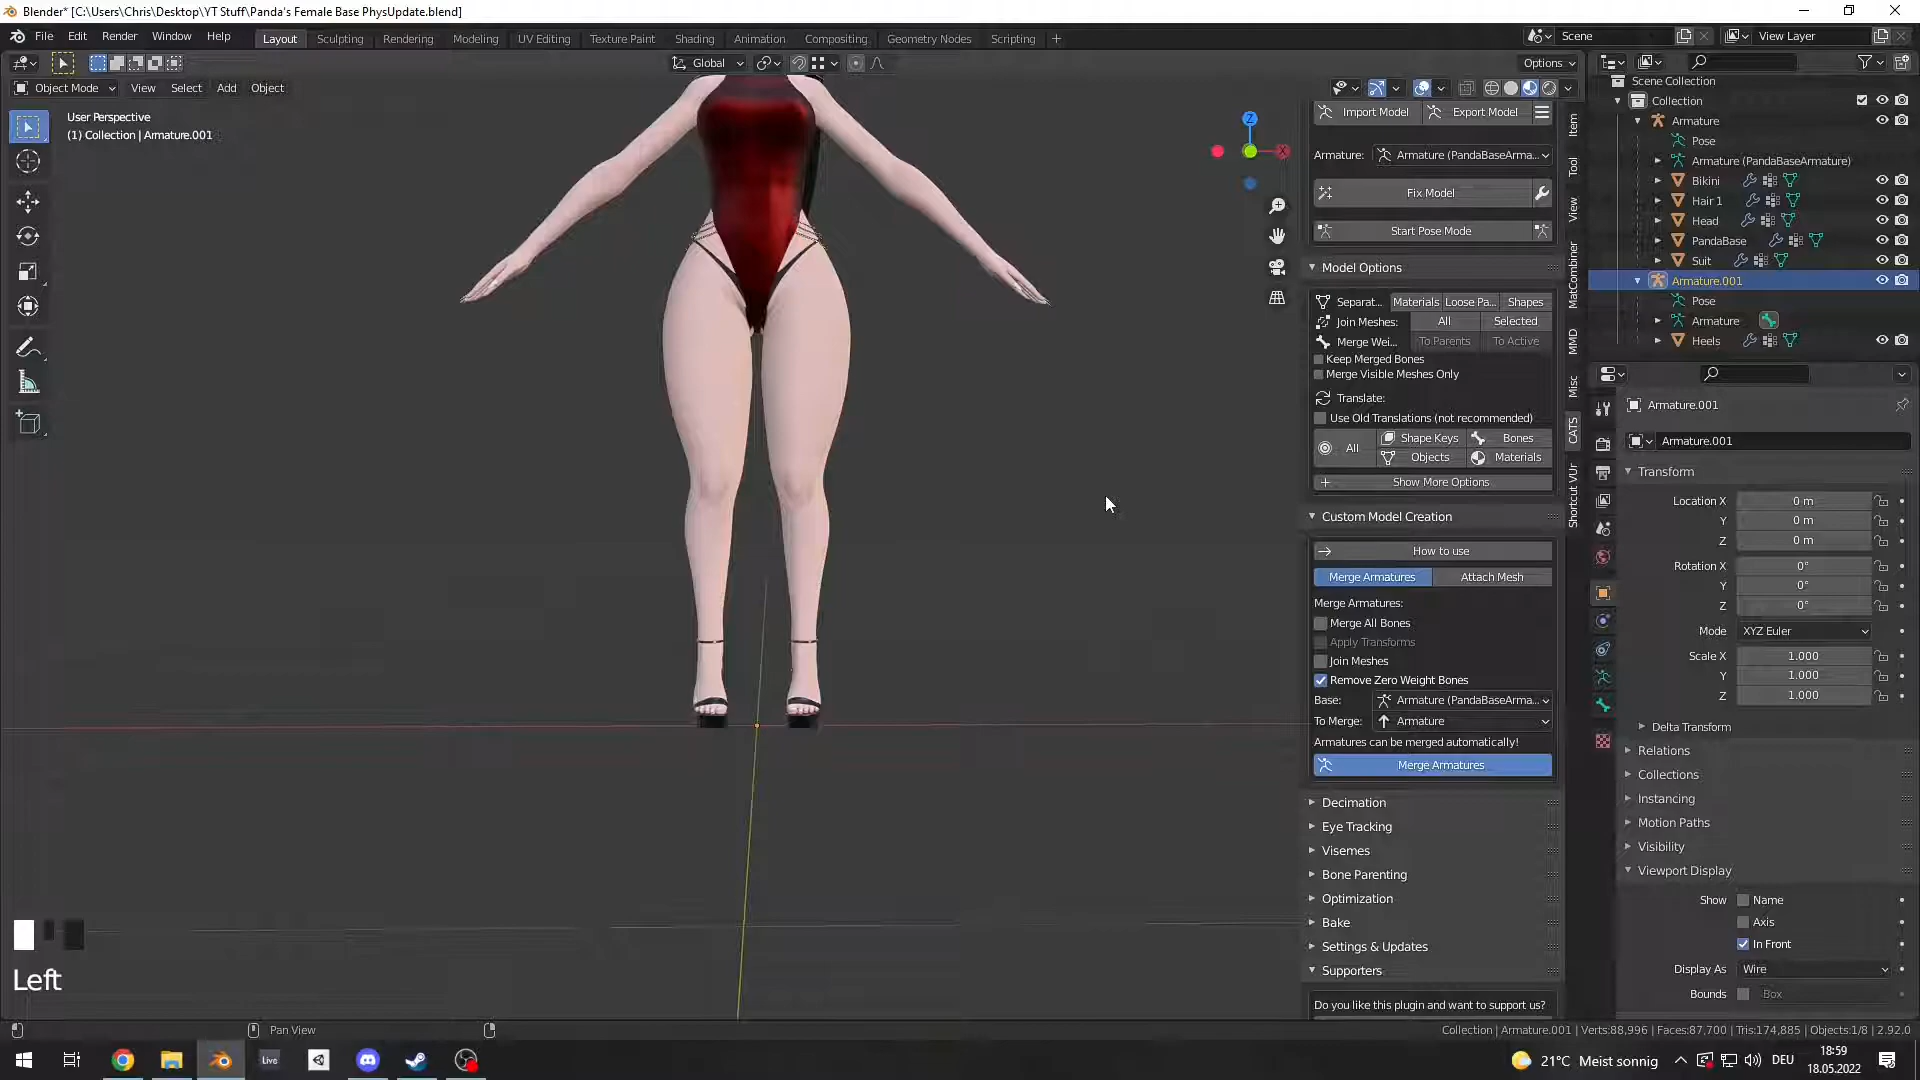 Blender* [C:\Users\Chris\Desktop\YT Stuff\Panda's Female Base PhysUpdate.blend]
File Edit Render Window Help
Layout Sculpting Rendering Modeling UV Editing Texture Paint Shading Animation Compositing Geometry Nodes Scripting +
Scene
View Layer
Global
Options
Object Mode View Select Add Object
User Perspective
(1) Collection | Armature.001
Z
X
Import Model Export Model
Armature: Armature (PandaBaseArma...
Fix Model
Start Pose Mode
Model Options
Separat... Materials Loose Pa... Shapes
Join Meshes: All Selected
Merge Wei... To Parents To Active
Keep Merged Bones
Merge Visible Meshes Only
Translate:
Use Old Translations (not recommended)
All Shape Keys Bones
Objects Materials
Show More Options
Custom Model Creation
How to use
Merge Armatures Attach Mesh
Merge Armatures:
Merge All Bones
Apply Transforms
Join Meshes
Remove Zero Weight Bones
Base: Armature (PandaBaseArma...
To Merge: Armature
Armatures can be merged automatically!
Merge Armatures
Decimation
Eye Tracking
Visemes
Bone Parenting
Optimization
Bake
Settings & Updates
Supporters
Do you like this plugin and want to support us?
Item
Tool
View
MatCombiner
MMD
Misc
CATS
Shortcut VUr
Scene Collection
Collection
Armature
Pose
Armature (PandaBaseArmature)
Bikini
Hair 1
Head
PandaBase
Suit
Armature.001
Pose
Armature
Heels
Armature.001
Armature.001
Transform
Location X 0 m
Y 0 m
Z 0 m
Rotation X 0°
Y 0°
Z 0°
Mode XYZ Euler
Scale X 1.000
Y 1.000
Z 1.000
Delta Transform
Relations
Collections
Instancing
Motion Paths
Visibility
Viewport Display
Show Name
Axis
In Front
Display As Wire
Bounds Box
Left
Pan View
Collection | Armature.001 | Verts:88,996 | Faces:87,700 | Tris:174,885 | Objects:1/8 | 2.92.0
Live
21°C Meist sonnig
DEU
18:59
18.05.2022